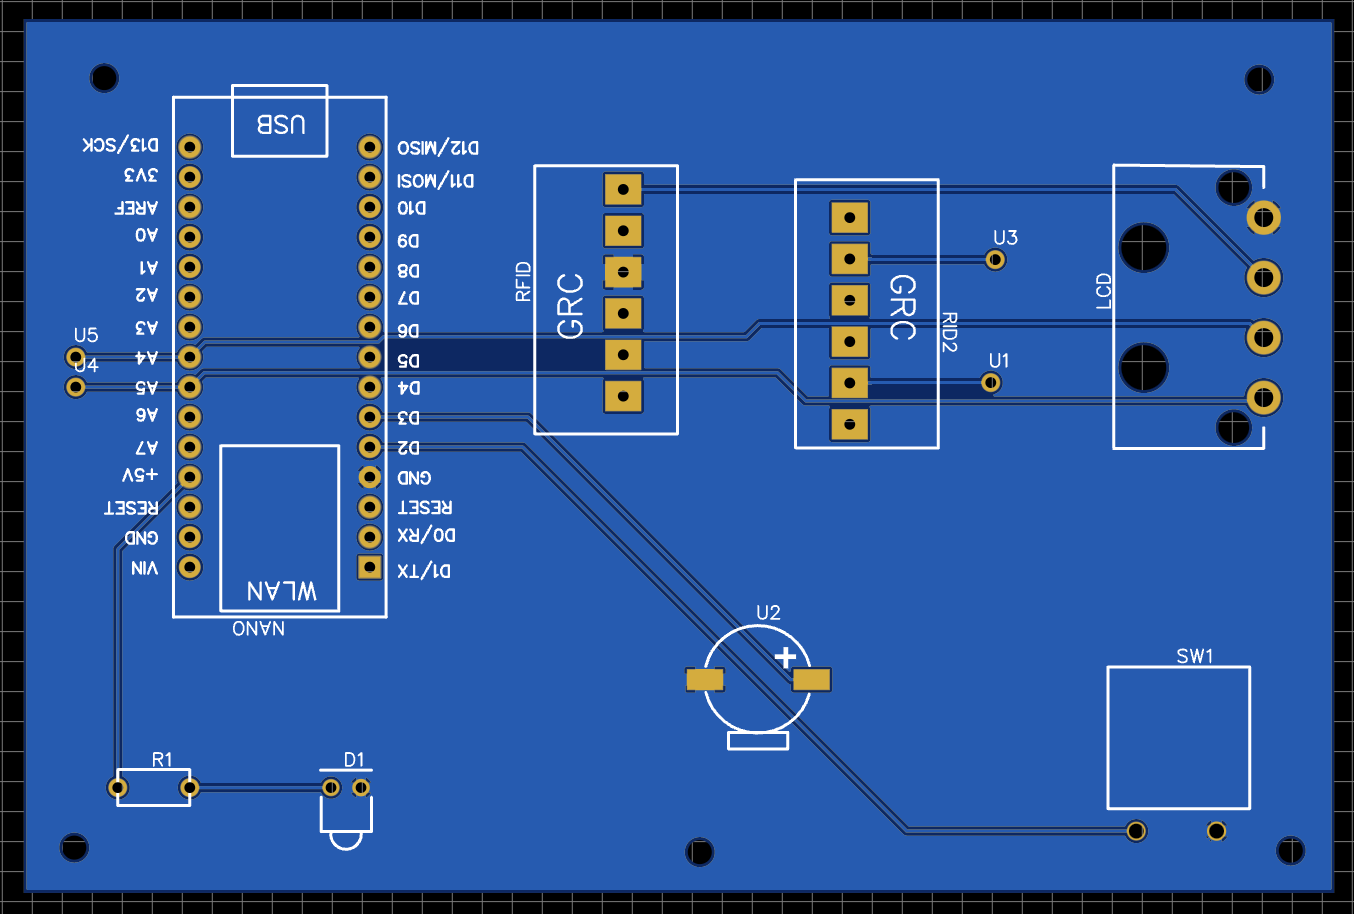 USB
D13/SCK
3V3
AREF
A0
A1
A2
A3
A4
A5
A6
A7
+5V
RESET
GND
VIN
D12/MISO
D11/MOSI
D10
D9
D8
D7
D6
D5
D4
D3
D2
GND
RESET
D0/RX
D1/TX
WLAN
NANO
U5
U4
RFID
GRC
GRC
RID2
U3
U1
LCD
U2
+
SW1
R1
D1